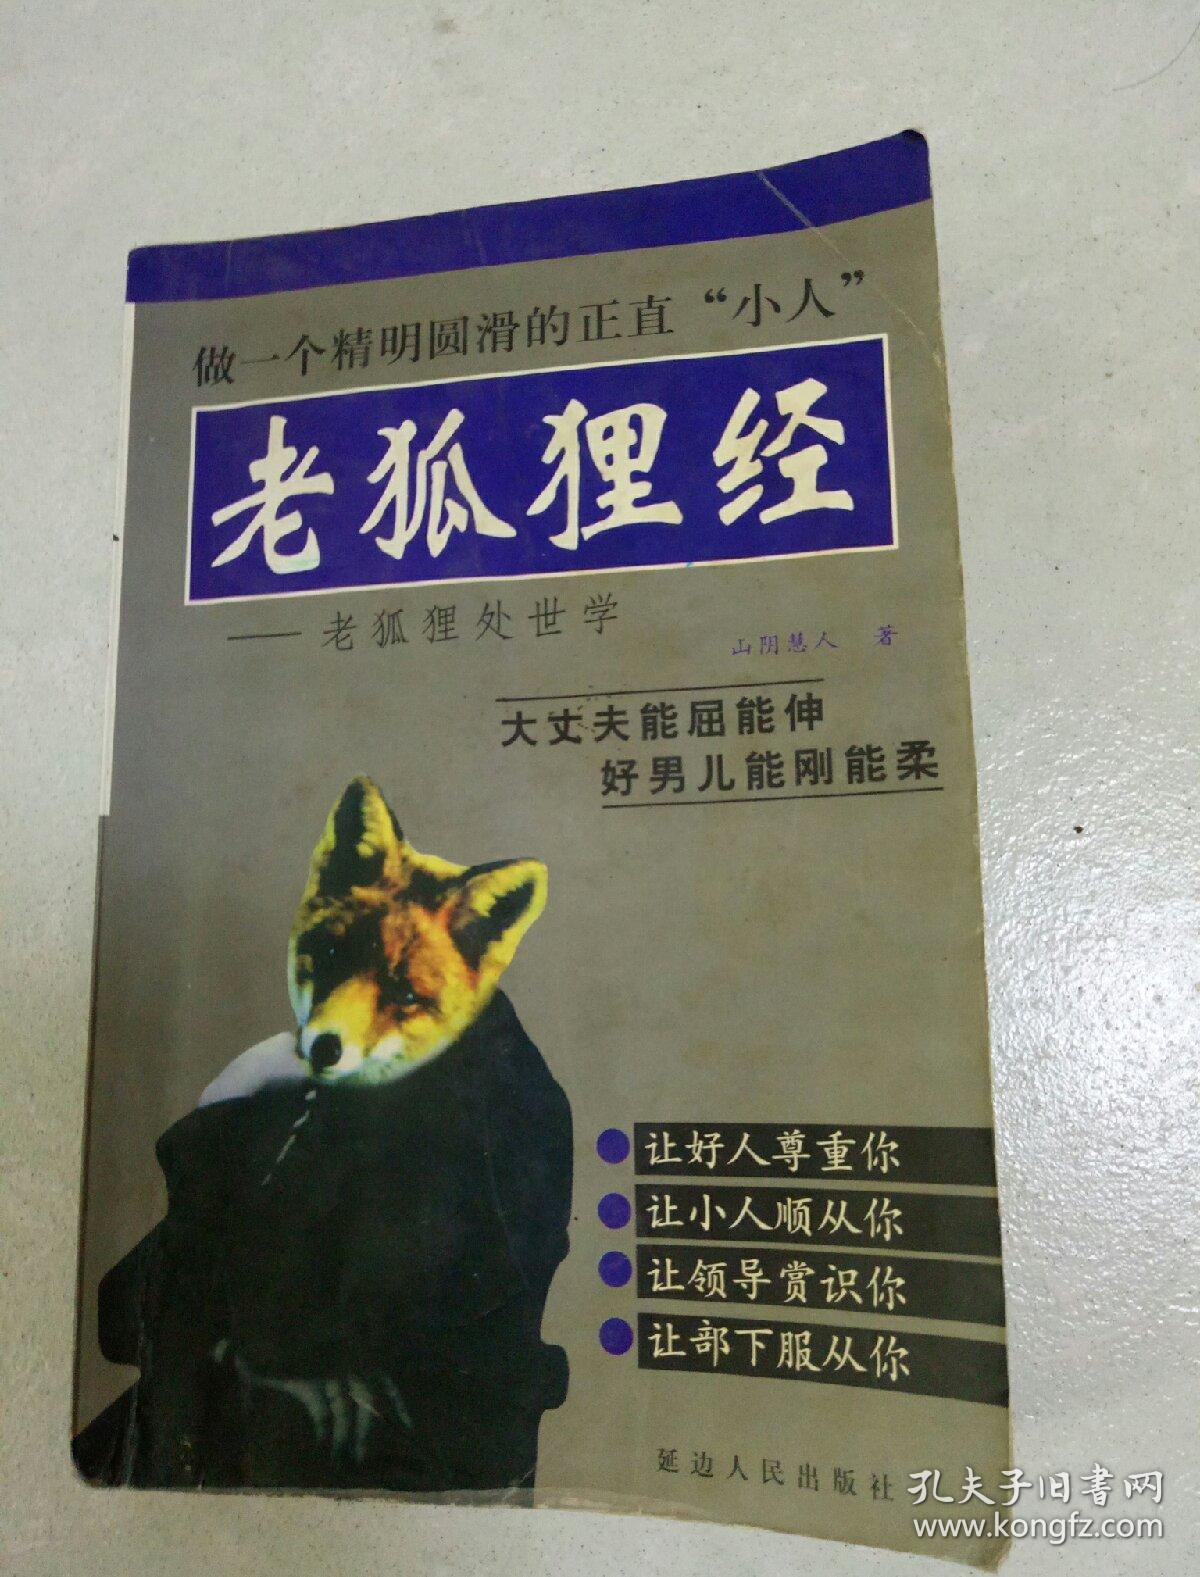 做一个精明圆滑的正直“小人”
老狐狸经
——老狐狸处世学
山阴慧人 著
大丈夫能屈能伸
好男儿能刚能柔
让好人尊重你
让小人顺从你
让领导赏识你
让部下服从你
延边人民出版社
孔夫子旧书网
www.kongfz.com